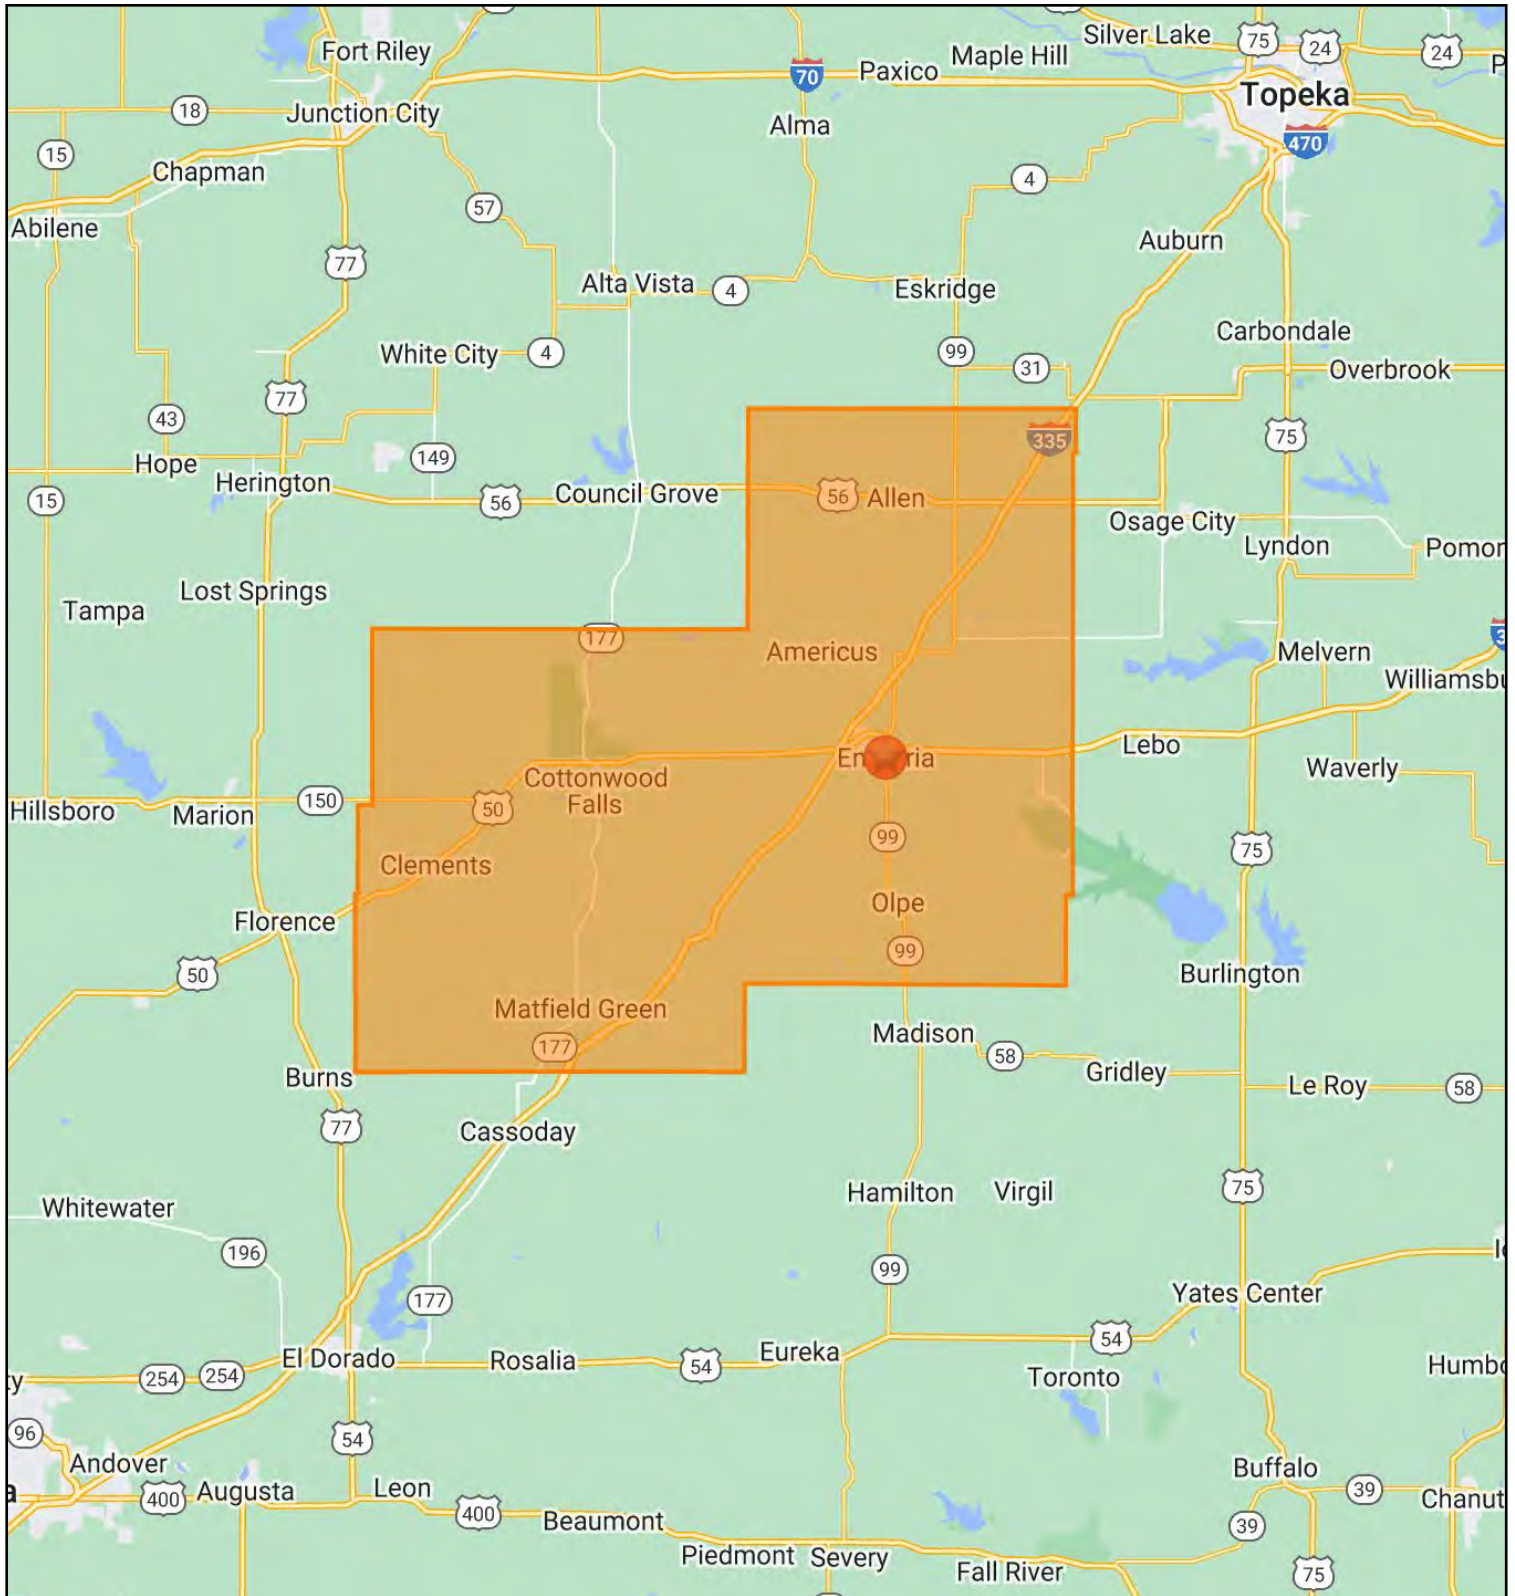 Silver Lake
75
24
24
Fort Riley
Maple Hill
70
Paxico
Topeka
18
Junction City
Alma
470
15
Chapman
4
57
Abilene
Auburn
77
Alta Vista
4
Eskridge
Carbondale
White City
4
99
31
Overbrook
77
43
335
75
149
Hope
Herington
Council Grove
56
56
Allen
15
Osage City
Lyndon
Pomor
Lost Springs
Tampa
177
Americus
Melvern
Williamsbu
Lebo
Waverly
Cottonwood
Falls
Hillsboro
Marion
150
50
99
Clements
75
Olpe
Florence
99
50
Burlington
Matfield Green
Madison
177
58
Burns
Gridley
Le Roy
58
77
Cassoday
Hamilton
Virgil
75
Whitewater
196
99
Yates Center
177
54
El Dorado
Rosalia
54
Eureka
254
254
Toronto
Humbo
96
54
Andover
Buffalo
400
Augusta
Leon
39
Chanut
400
Beaumont
39
Piedmont
Severy
Fall River
75